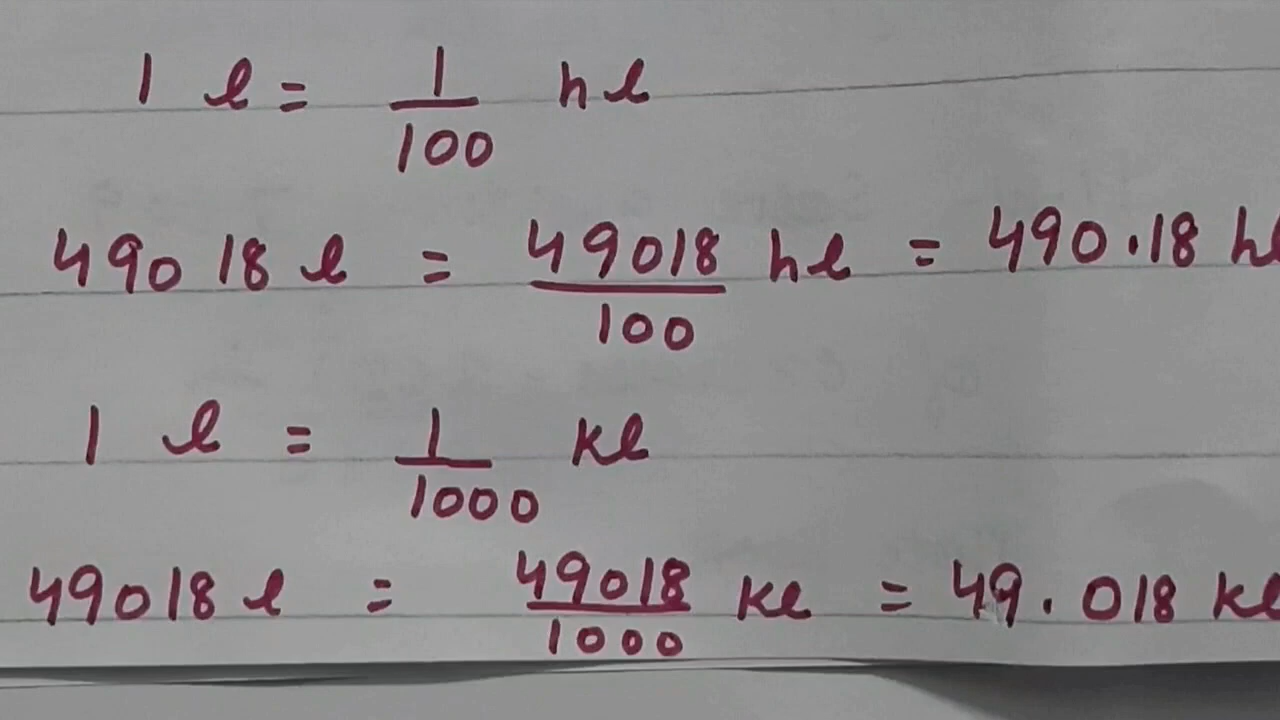 1 l = 1/100 hl
49018 l = 49018/100 hl = 490.18 hl
1 l = 1/1000 kl
49018 l = 49018/1000 kl = 49.018 kl